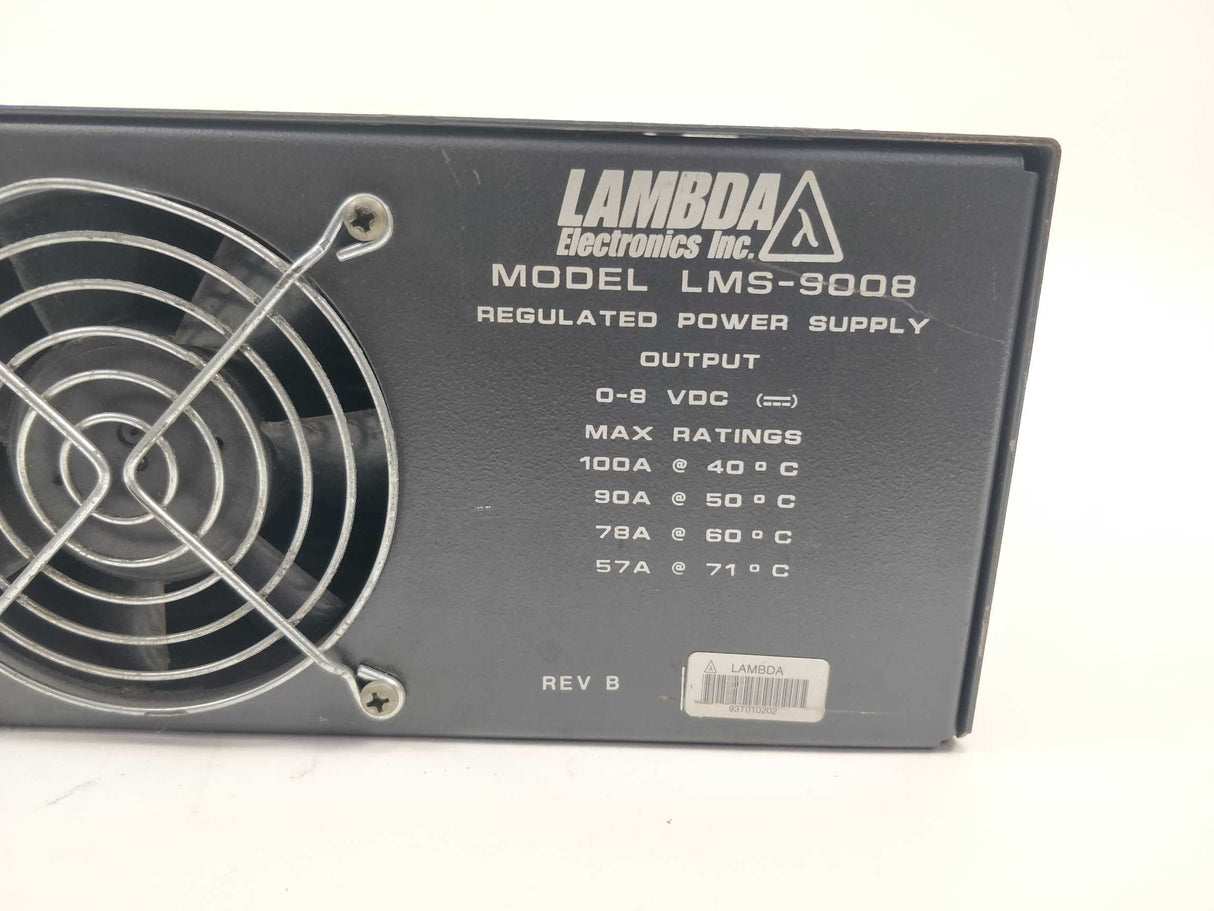 LAMBDA
Electronics Inc. λ
MODEL LMS-9008
REGULATED POWER SUPPLY
OUTPUT
0-8 VDC (⎓)
MAX RATINGS
100A @ 40 º C
90A @ 50 º C
78A @ 60 º C
57A @ 71 º C
REV B
λ LAMBDA
93T010202